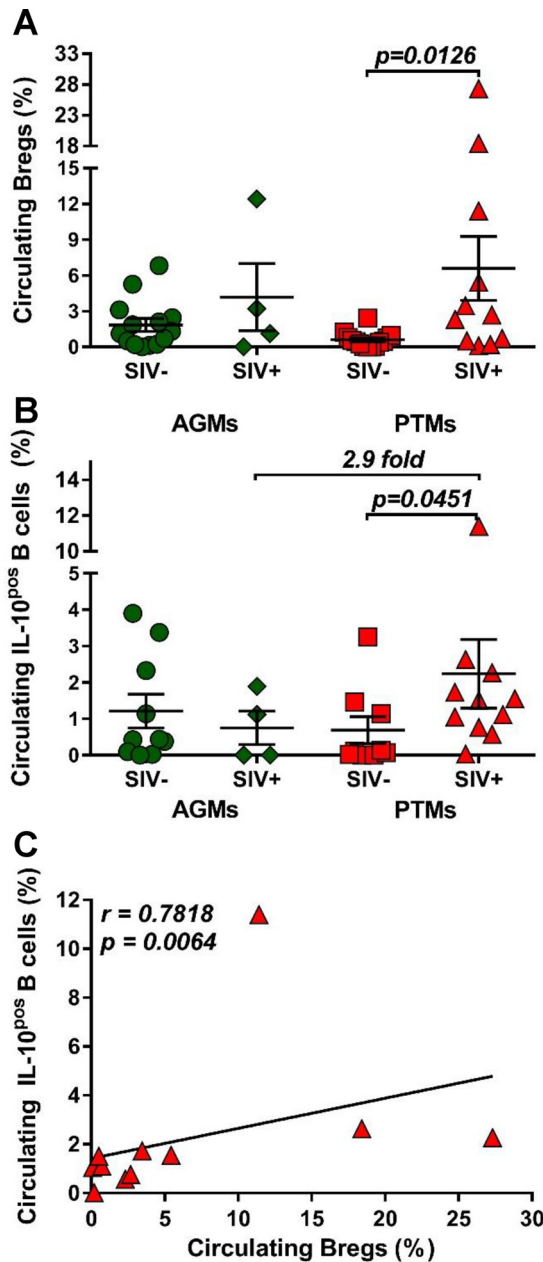 A
Circulating Bregs (%)
33
28
23
18
15
12
9
6
3
0
p=0.0126
SIV- SIV+ SIV- SIV+
AGMs PTMs
B
Circulating IL-10pos B cells (%)
14
12
10
5
4
3
2
1
0
2.9 fold
p=0.0451
SIV- SIV+ SIV- SIV+
AGMs PTMs
C
Circulating IL-10pos B cells (%)
12
10
8
6
4
2
0
r = 0.7818
p = 0.0064
0 5 10 15 20 25 30
Circulating Bregs (%)